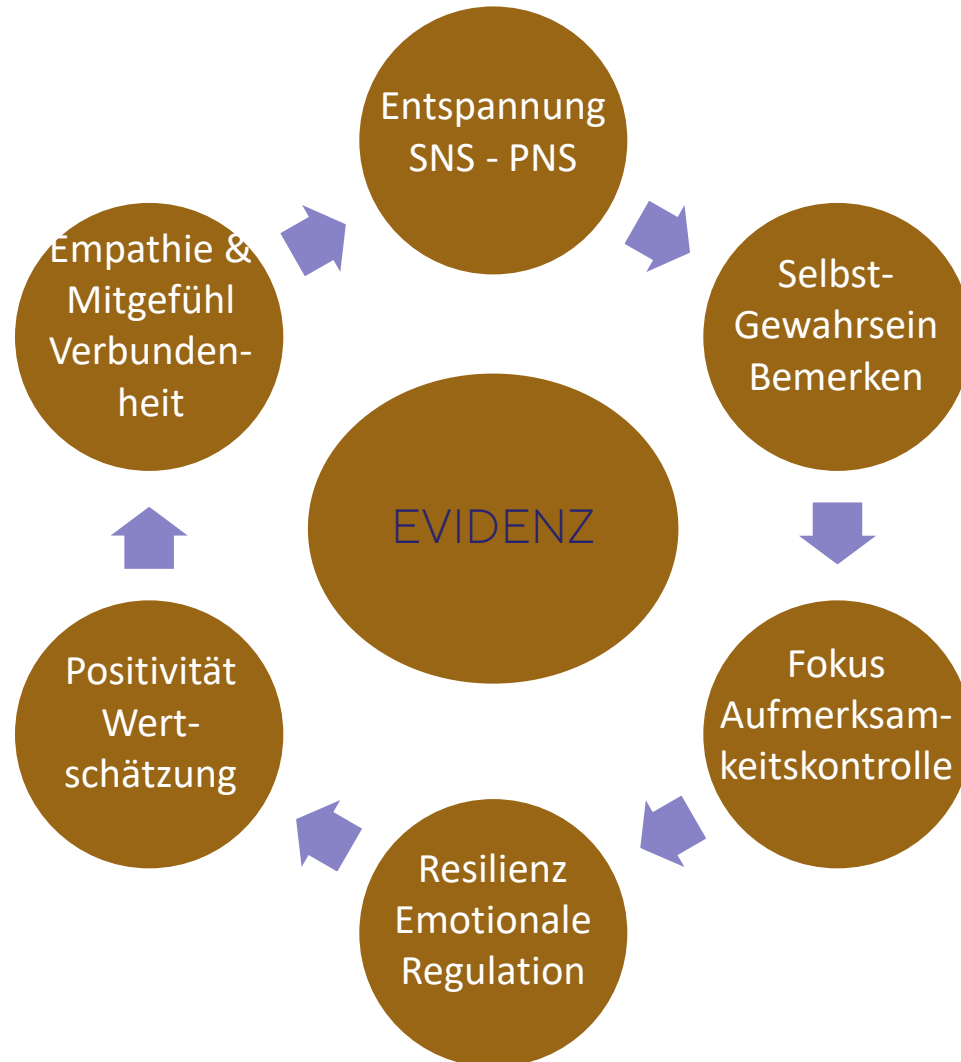 Entspannung
SNS - PNS
Selbst-
Gewahrsein
Bemerken
Fokus
Aufmerksam-
keitskontrolle
Resilienz
Emotionale
Regulation
Positivität
Wert-
schätzung
Empathie &
Mitgefühl
Verbunden-
heit
EVIDENZ